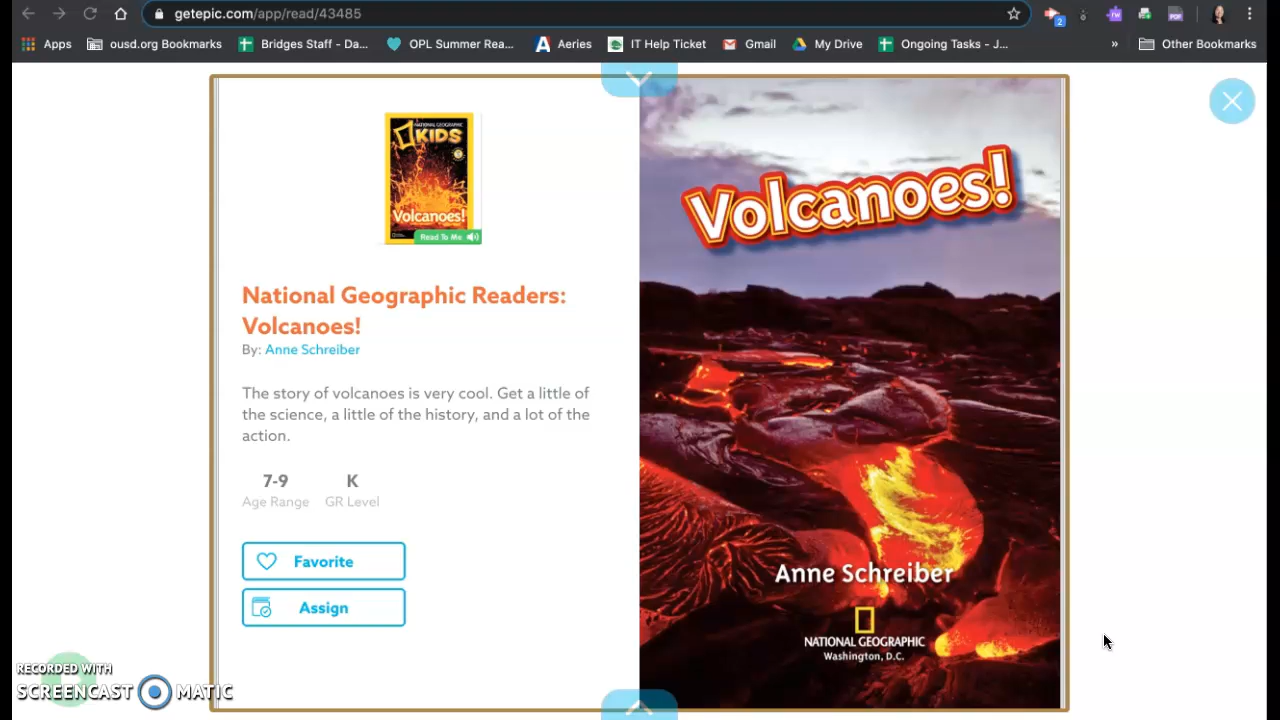 getepic.com/app/read/43485
2
PDF
Apps
ousd.org Bookmarks
Bridges Staff - Da...
OPL Summer Rea...
Aeries
IT Help Ticket
Gmail
My Drive
Ongoing Tasks - J...
»
Other Bookmarks
NATIONAL GEOGRAPHIC
KIDS
Volcanoes!
Read To Me
National Geographic Readers:
Volcanoes!
By: Anne Schreiber
The story of volcanoes is very cool. Get a little of
the science, a little of the history, and a lot of the
action.
7-9 K
Age Range GR Level
Favorite
Assign
Volcanoes!
Anne Schreiber
NATIONAL GEOGRAPHIC
Washington, D.C.
RECORDED WITH
SCREENCAST MATIC